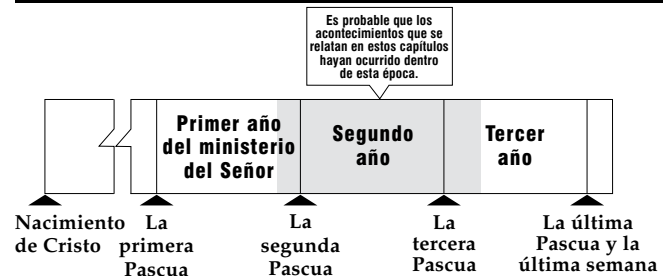 Es probable que los
acontecimientos que se
relatan en estos capítulos
hayan ocurrido dentro
de esta época.
Primer año
del ministerio
del Señor
Segundo
año
Tercer
año
Nacimiento
de Cristo
La
primera
Pascua
La
segunda
Pascua
La
tercera
Pascua
La última
Pascua y la
última semana